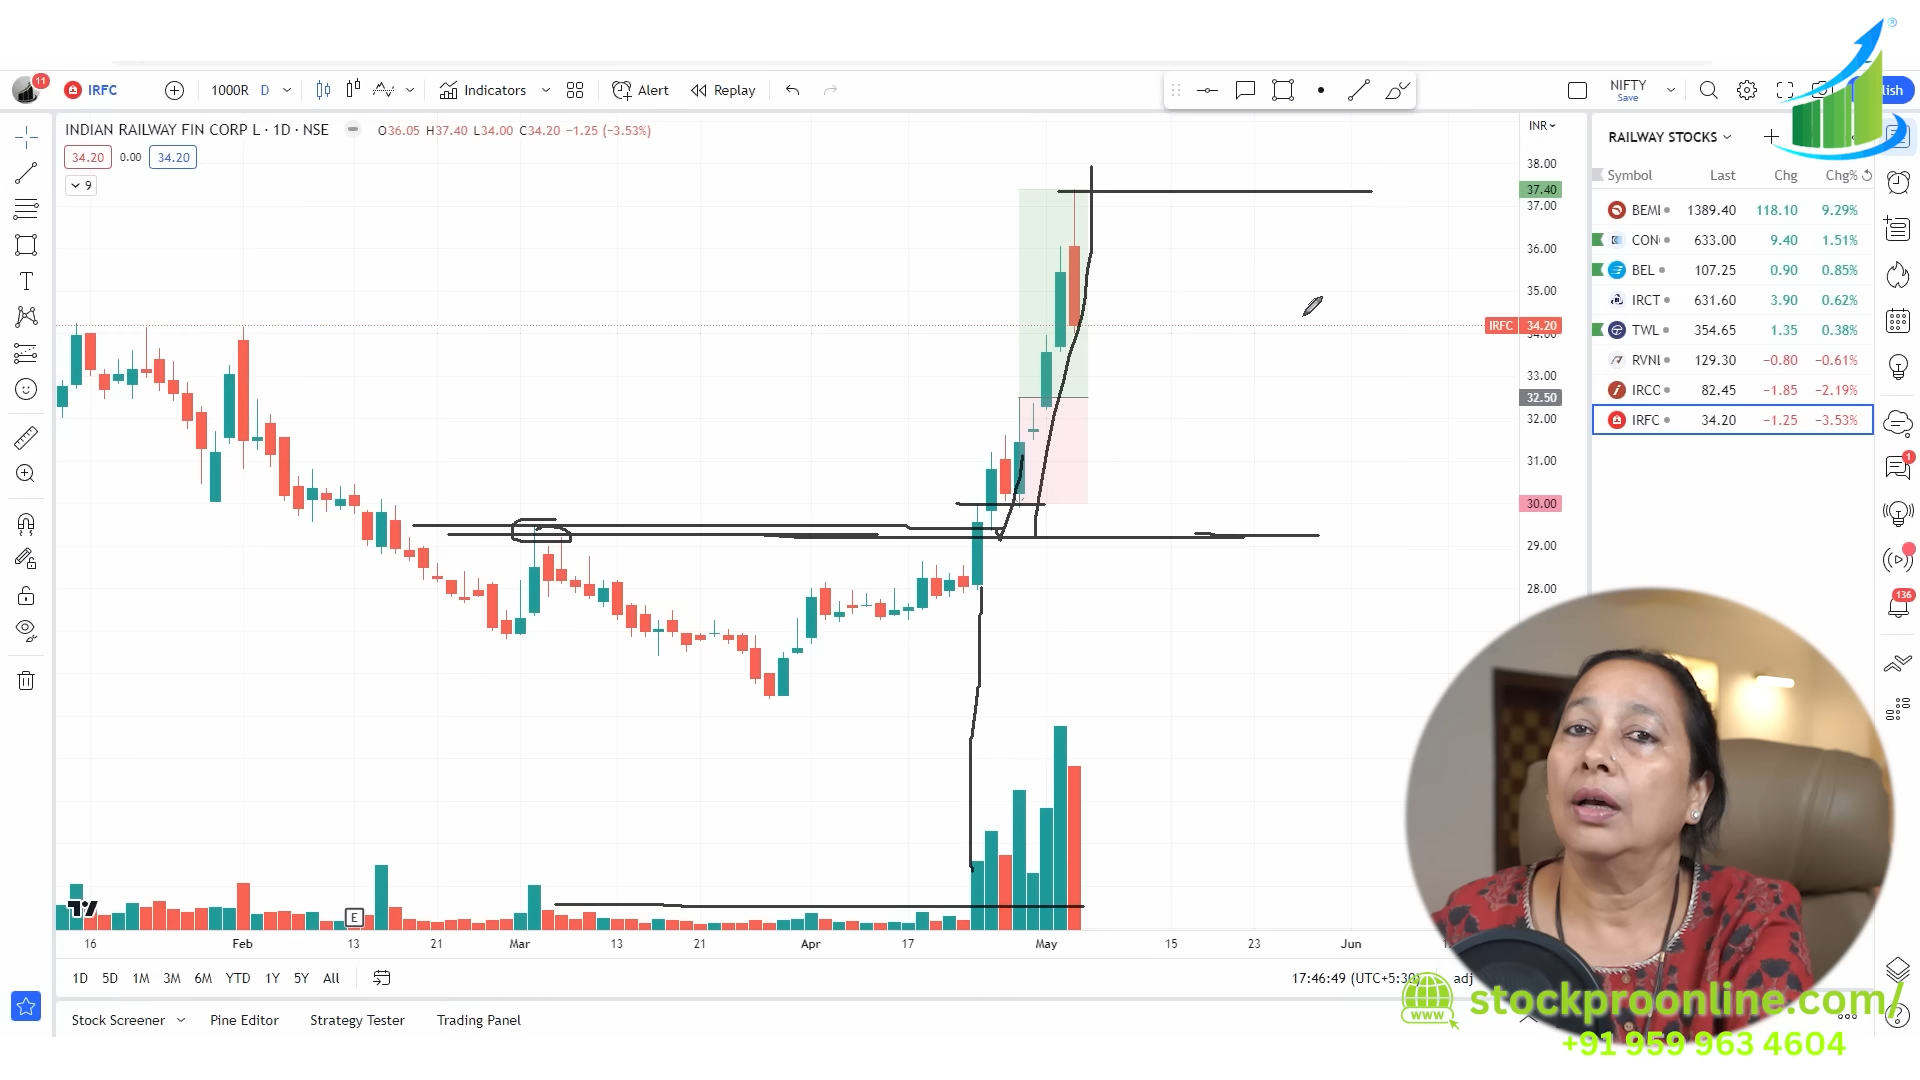 11
IRFC
1000R D
Indicators
Alert
Replay
NIFTY
Save
INDIAN RAILWAY FIN CORP L · 1D · NSE
O36.05 H37.40 L34.00 C34.20 −1.25 (−3.53%)
34.20 0.00 34.20
9
INR
38.00
37.40
37.00
36.00
35.00
IRFC 34.20
34.00
33.00
32.50
32.00
31.00
30.00
29.00
28.00
RAILWAY STOCKS
Symbol Last Chg Chg%
BEMI 1389.40 118.10 9.29%
CON 633.00 9.40 1.51%
BEL 107.25 0.90 0.85%
IRCT 631.60 3.90 0.62%
TWL 354.65 1.35 0.38%
RVNI 129.30 −0.80 −0.61%
IRCC 82.45 −1.85 −2.19%
IRFC 34.20 −1.25 −3.53%
1
136
E
16 Feb 13 21 Mar 13 21 Apr 17 May 15 23 Jun
1D 5D 1M 3M 6M YTD 1Y 5Y All
17:46:49 (UTC+5:30) adj
Stock Screener Pine Editor Strategy Tester Trading Panel
www
stockproonline.com/
+91 959 963 4604